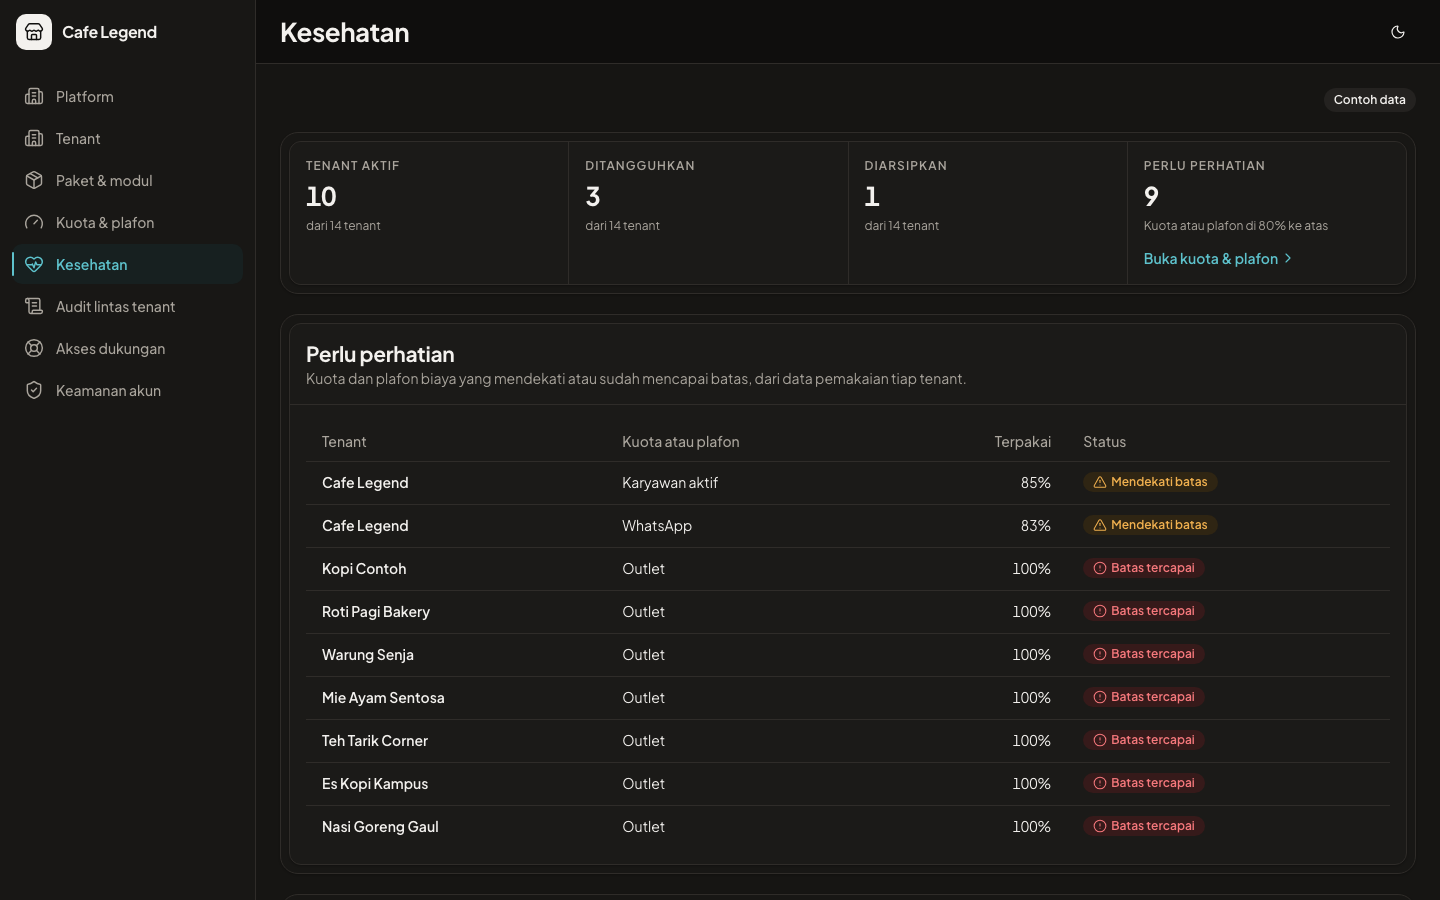 Cafe Legend
Kesehatan
Platform
Tenant
Paket & modul
Kuota & plafon
Kesehatan
Audit lintas tenant
Akses dukungan
Keamanan akun
Contoh data
TENANT AKTIF
10
dari 14 tenant
DITANGGUHKAN
3
dari 14 tenant
DIARSIPKAN
1
dari 14 tenant
PERLU PERHATIAN
9
Kuota atau plafon di 80% ke atas
Buka kuota & plafon
Perlu perhatian
Kuota dan plafon biaya yang mendekati atau sudah mencapai batas, dari data pemakaian tiap tenant.
Tenant Kuota atau plafon Terpakai Status
Cafe Legend Karyawan aktif 85% Mendekati batas
Cafe Legend WhatsApp 83% Mendekati batas
Kopi Contoh Outlet 100% Batas tercapai
Roti Pagi Bakery Outlet 100% Batas tercapai
Warung Senja Outlet 100% Batas tercapai
Mie Ayam Sentosa Outlet 100% Batas tercapai
Teh Tarik Corner Outlet 100% Batas tercapai
Es Kopi Kampus Outlet 100% Batas tercapai
Nasi Goreng Gaul Outlet 100% Batas tercapai